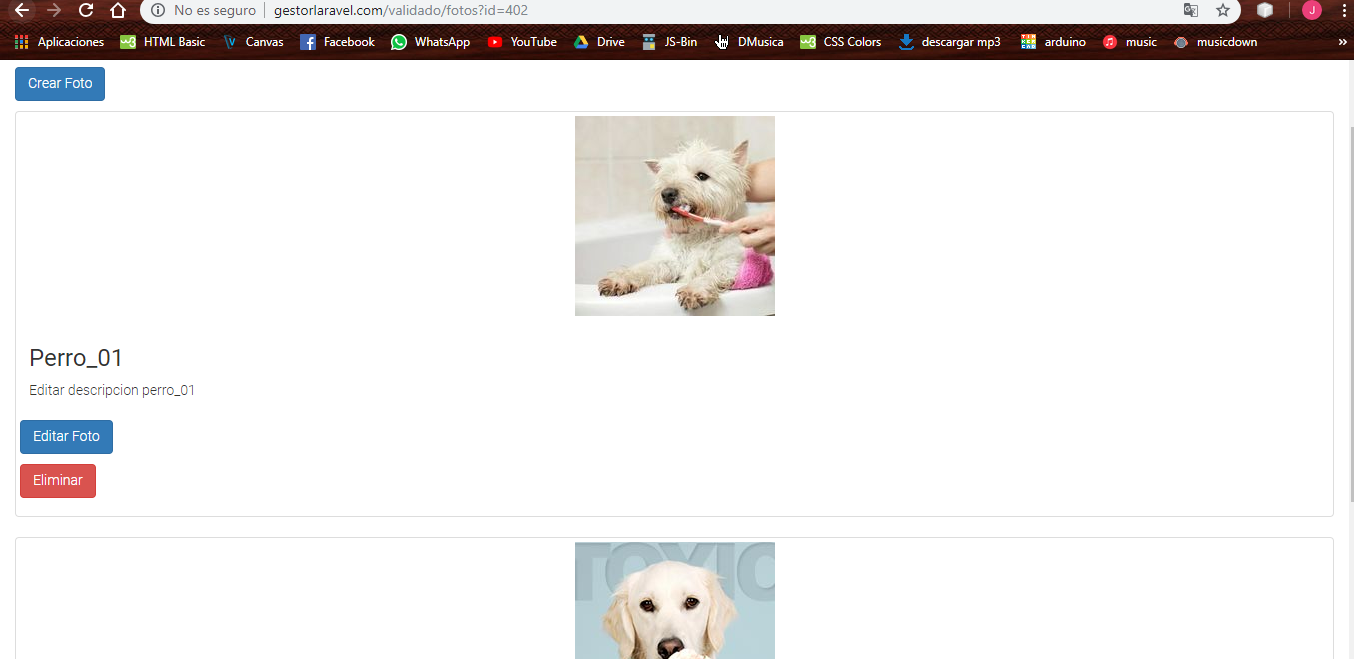 No es seguro gestorlaravel.com/validado/fotos?id=402 J
Aplicaciones HTML Basic Canvas Facebook WhatsApp YouTube Drive JS-Bin DMusica CSS Colors descargar mp3 arduino music musicdown »
Crear Foto
Perro_01
Editar descripcion perro_01
Editar Foto
Eliminar
TOXIC